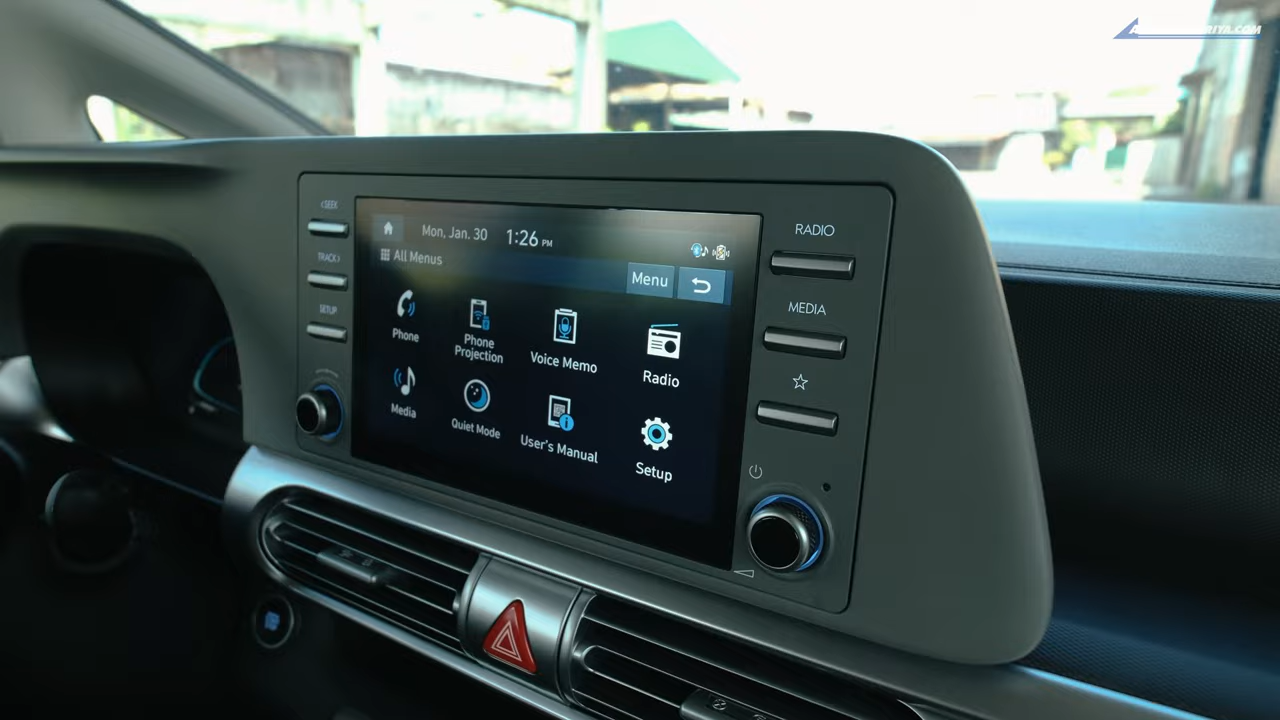 <SEEK
TRACK>
SETUP
Mon, Jan. 30 1:26 PM
All Menus
Menu
Phone
Phone
Projection
Voice Memo
Radio
Media
Quiet Mode
User's Manual
Setup
RADIO
MEDIA